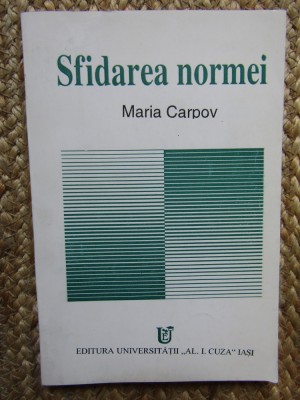 Sfidarea normei
Maria Carpov
EDITURA UNIVERSITĂȚII „AL. I. CUZA" IAȘI